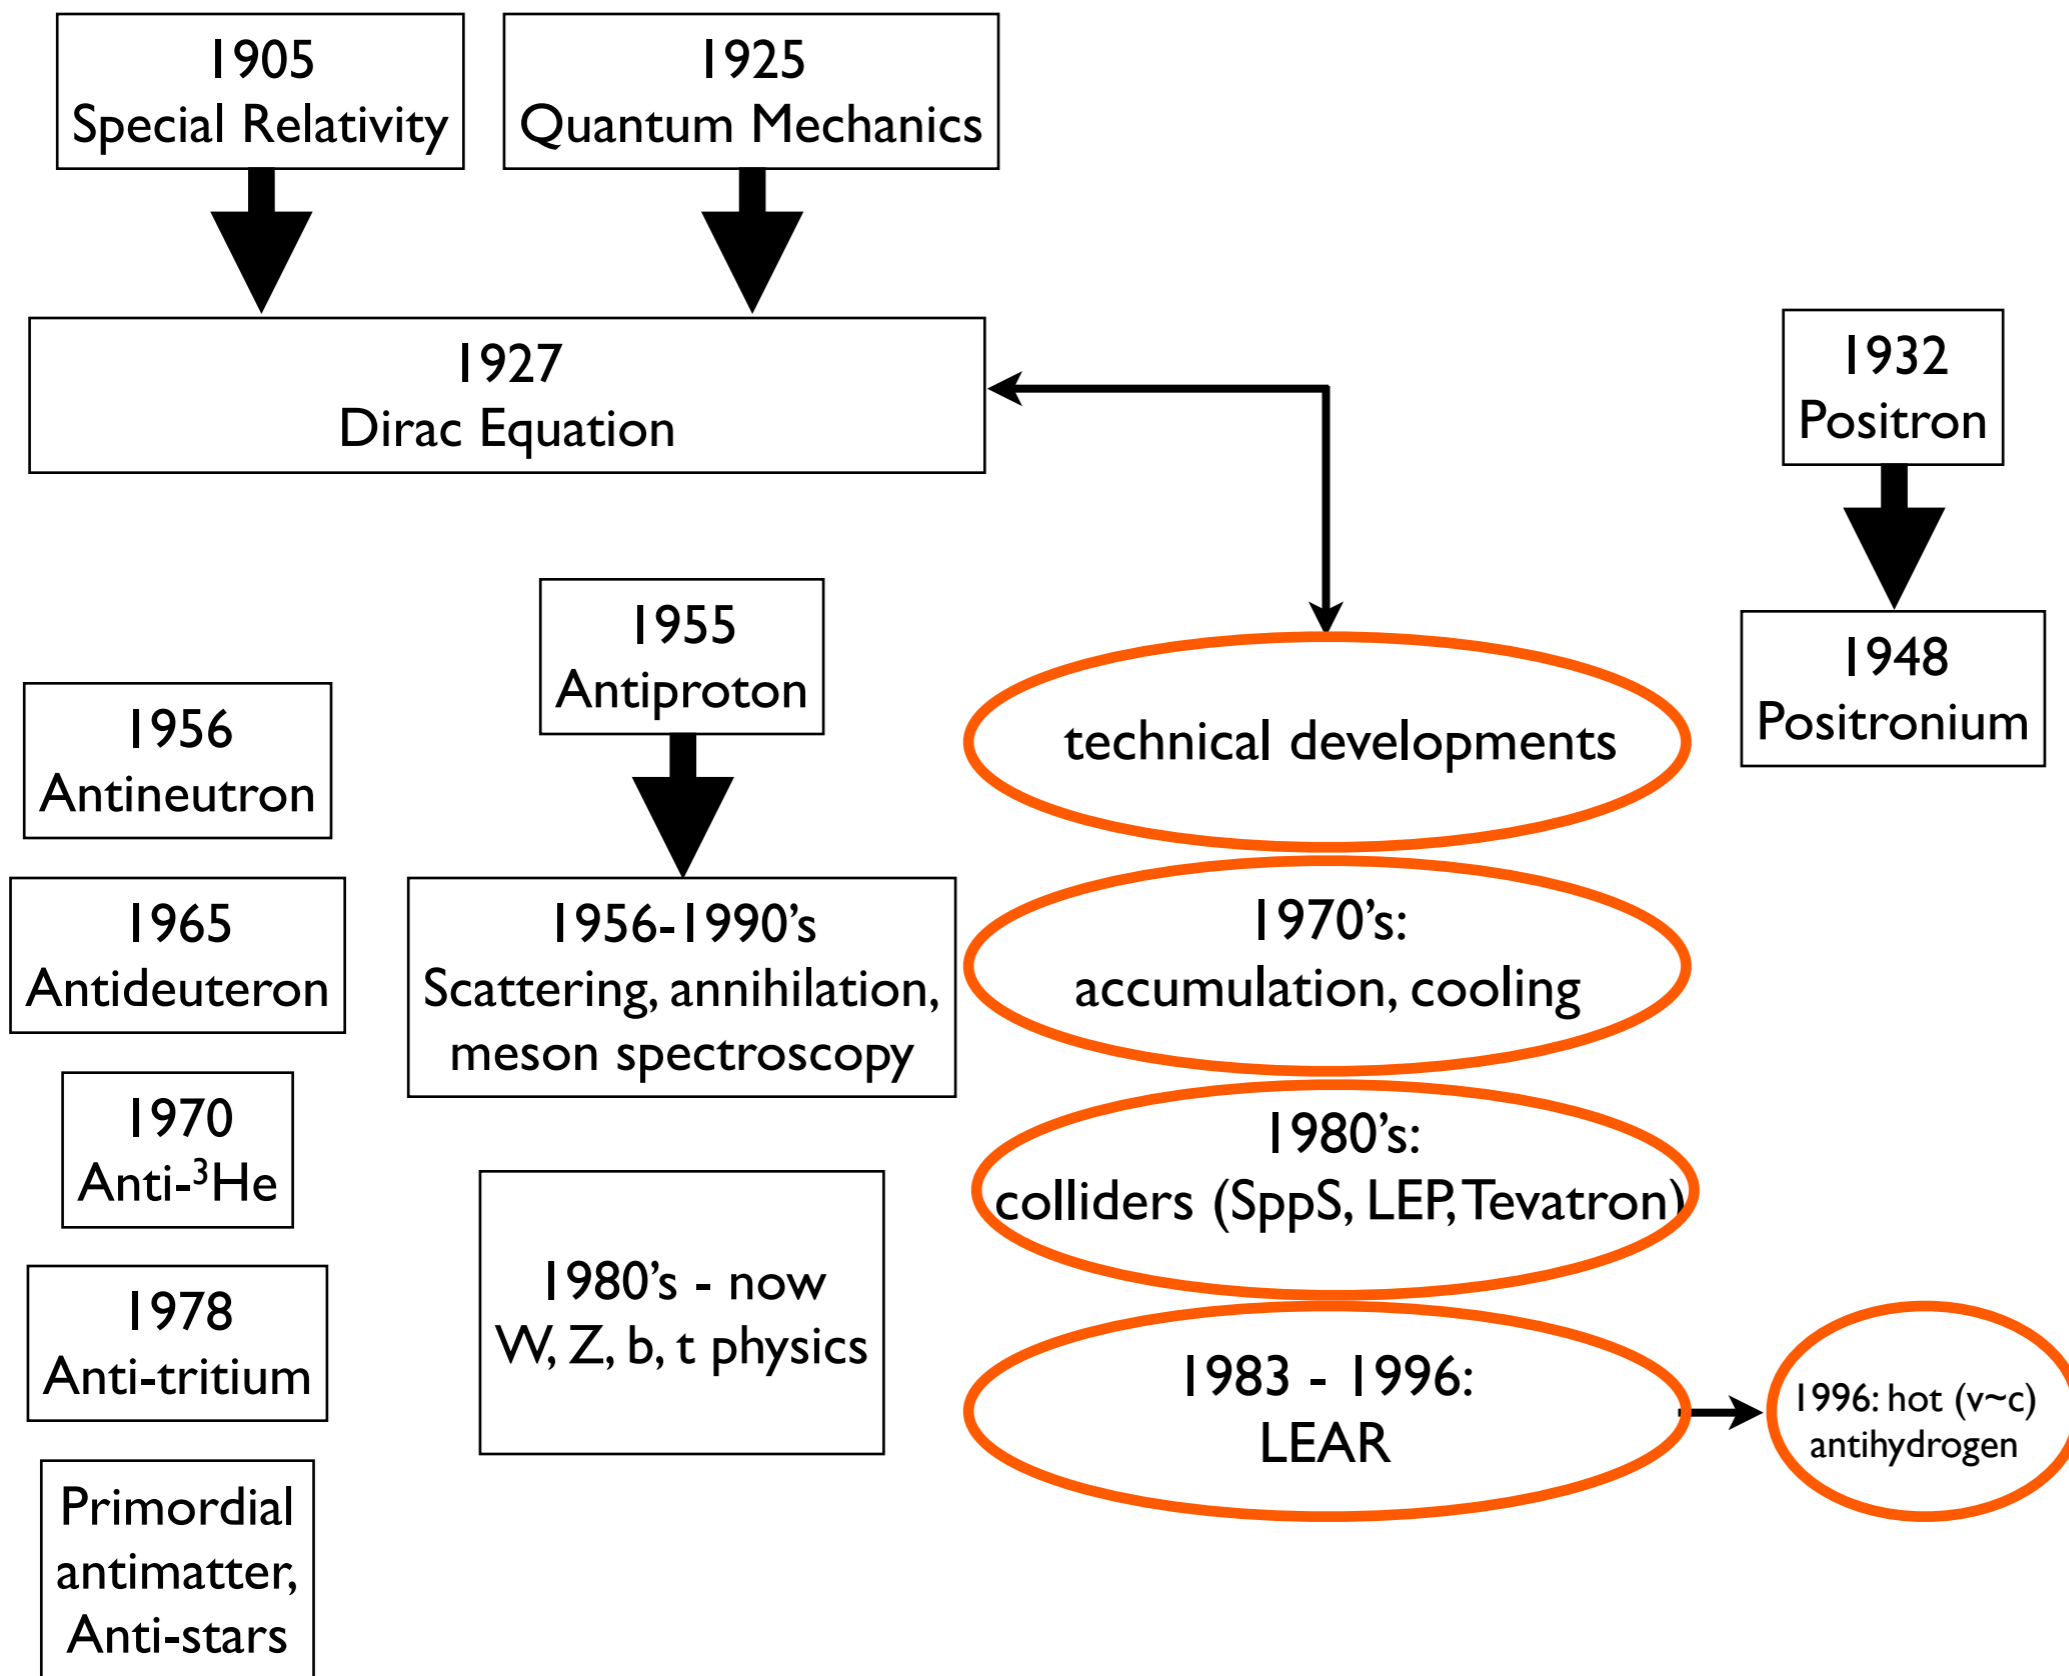 1905
Special Relativity
1925
Quantum Mechanics
1927
Dirac Equation
1932
Positron
1948
Positronium
1955
Antiproton
1956
Antineutron
1965
Antideuteron
1970
Anti-³He
1978
Anti-tritium
Primordial
antimatter,
Anti-stars
1956-1990’s
Scattering, annihilation,
meson spectroscopy
1980’s - now
W, Z, b, t physics
technical developments
1970’s:
accumulation, cooling
1980’s:
colliders (SppS, LEP, Tevatron)
1983 - 1996:
LEAR
1996: hot (v~c)
antihydrogen